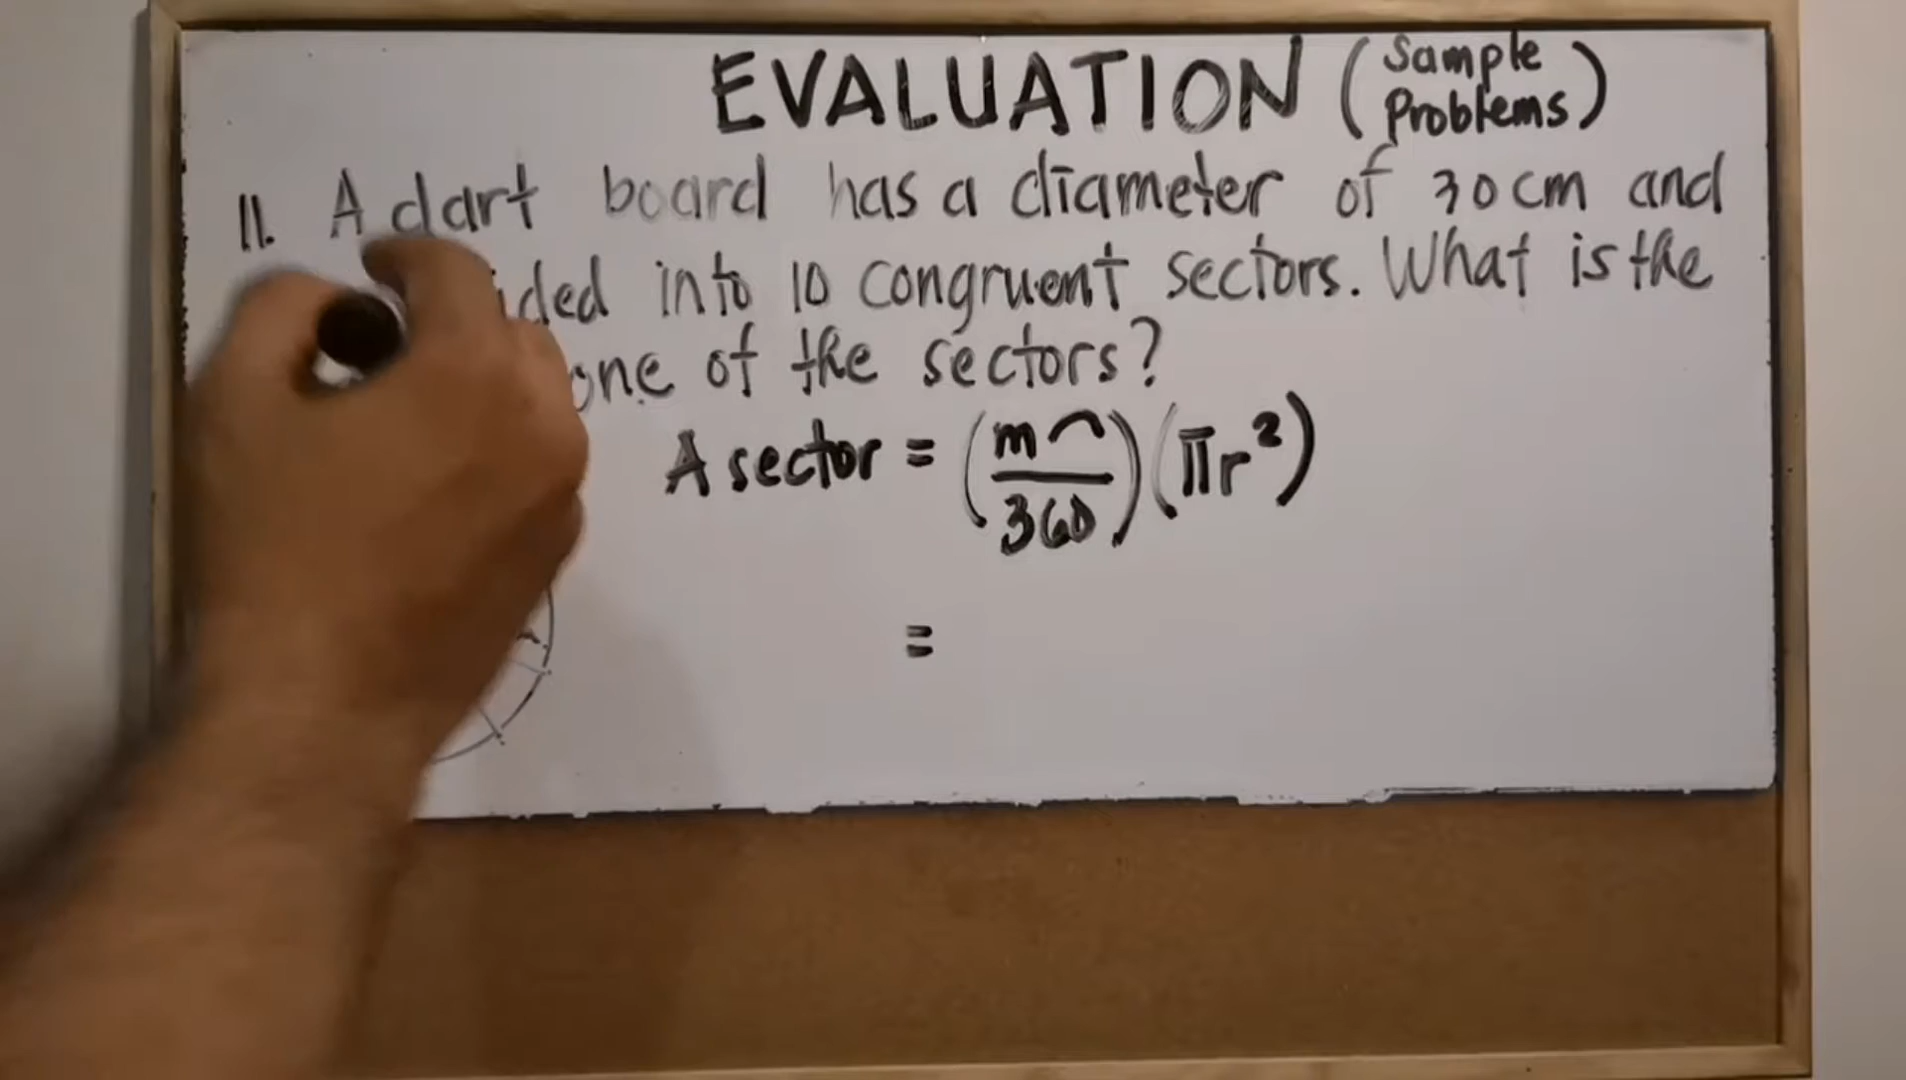 EVALUATION (Sample Problems)
11. A dart board has a diameter of 30 cm and
into 10 congruent sectors. What is the
one of the sectors?
A sector = (m⌒/360)(πr²)
=